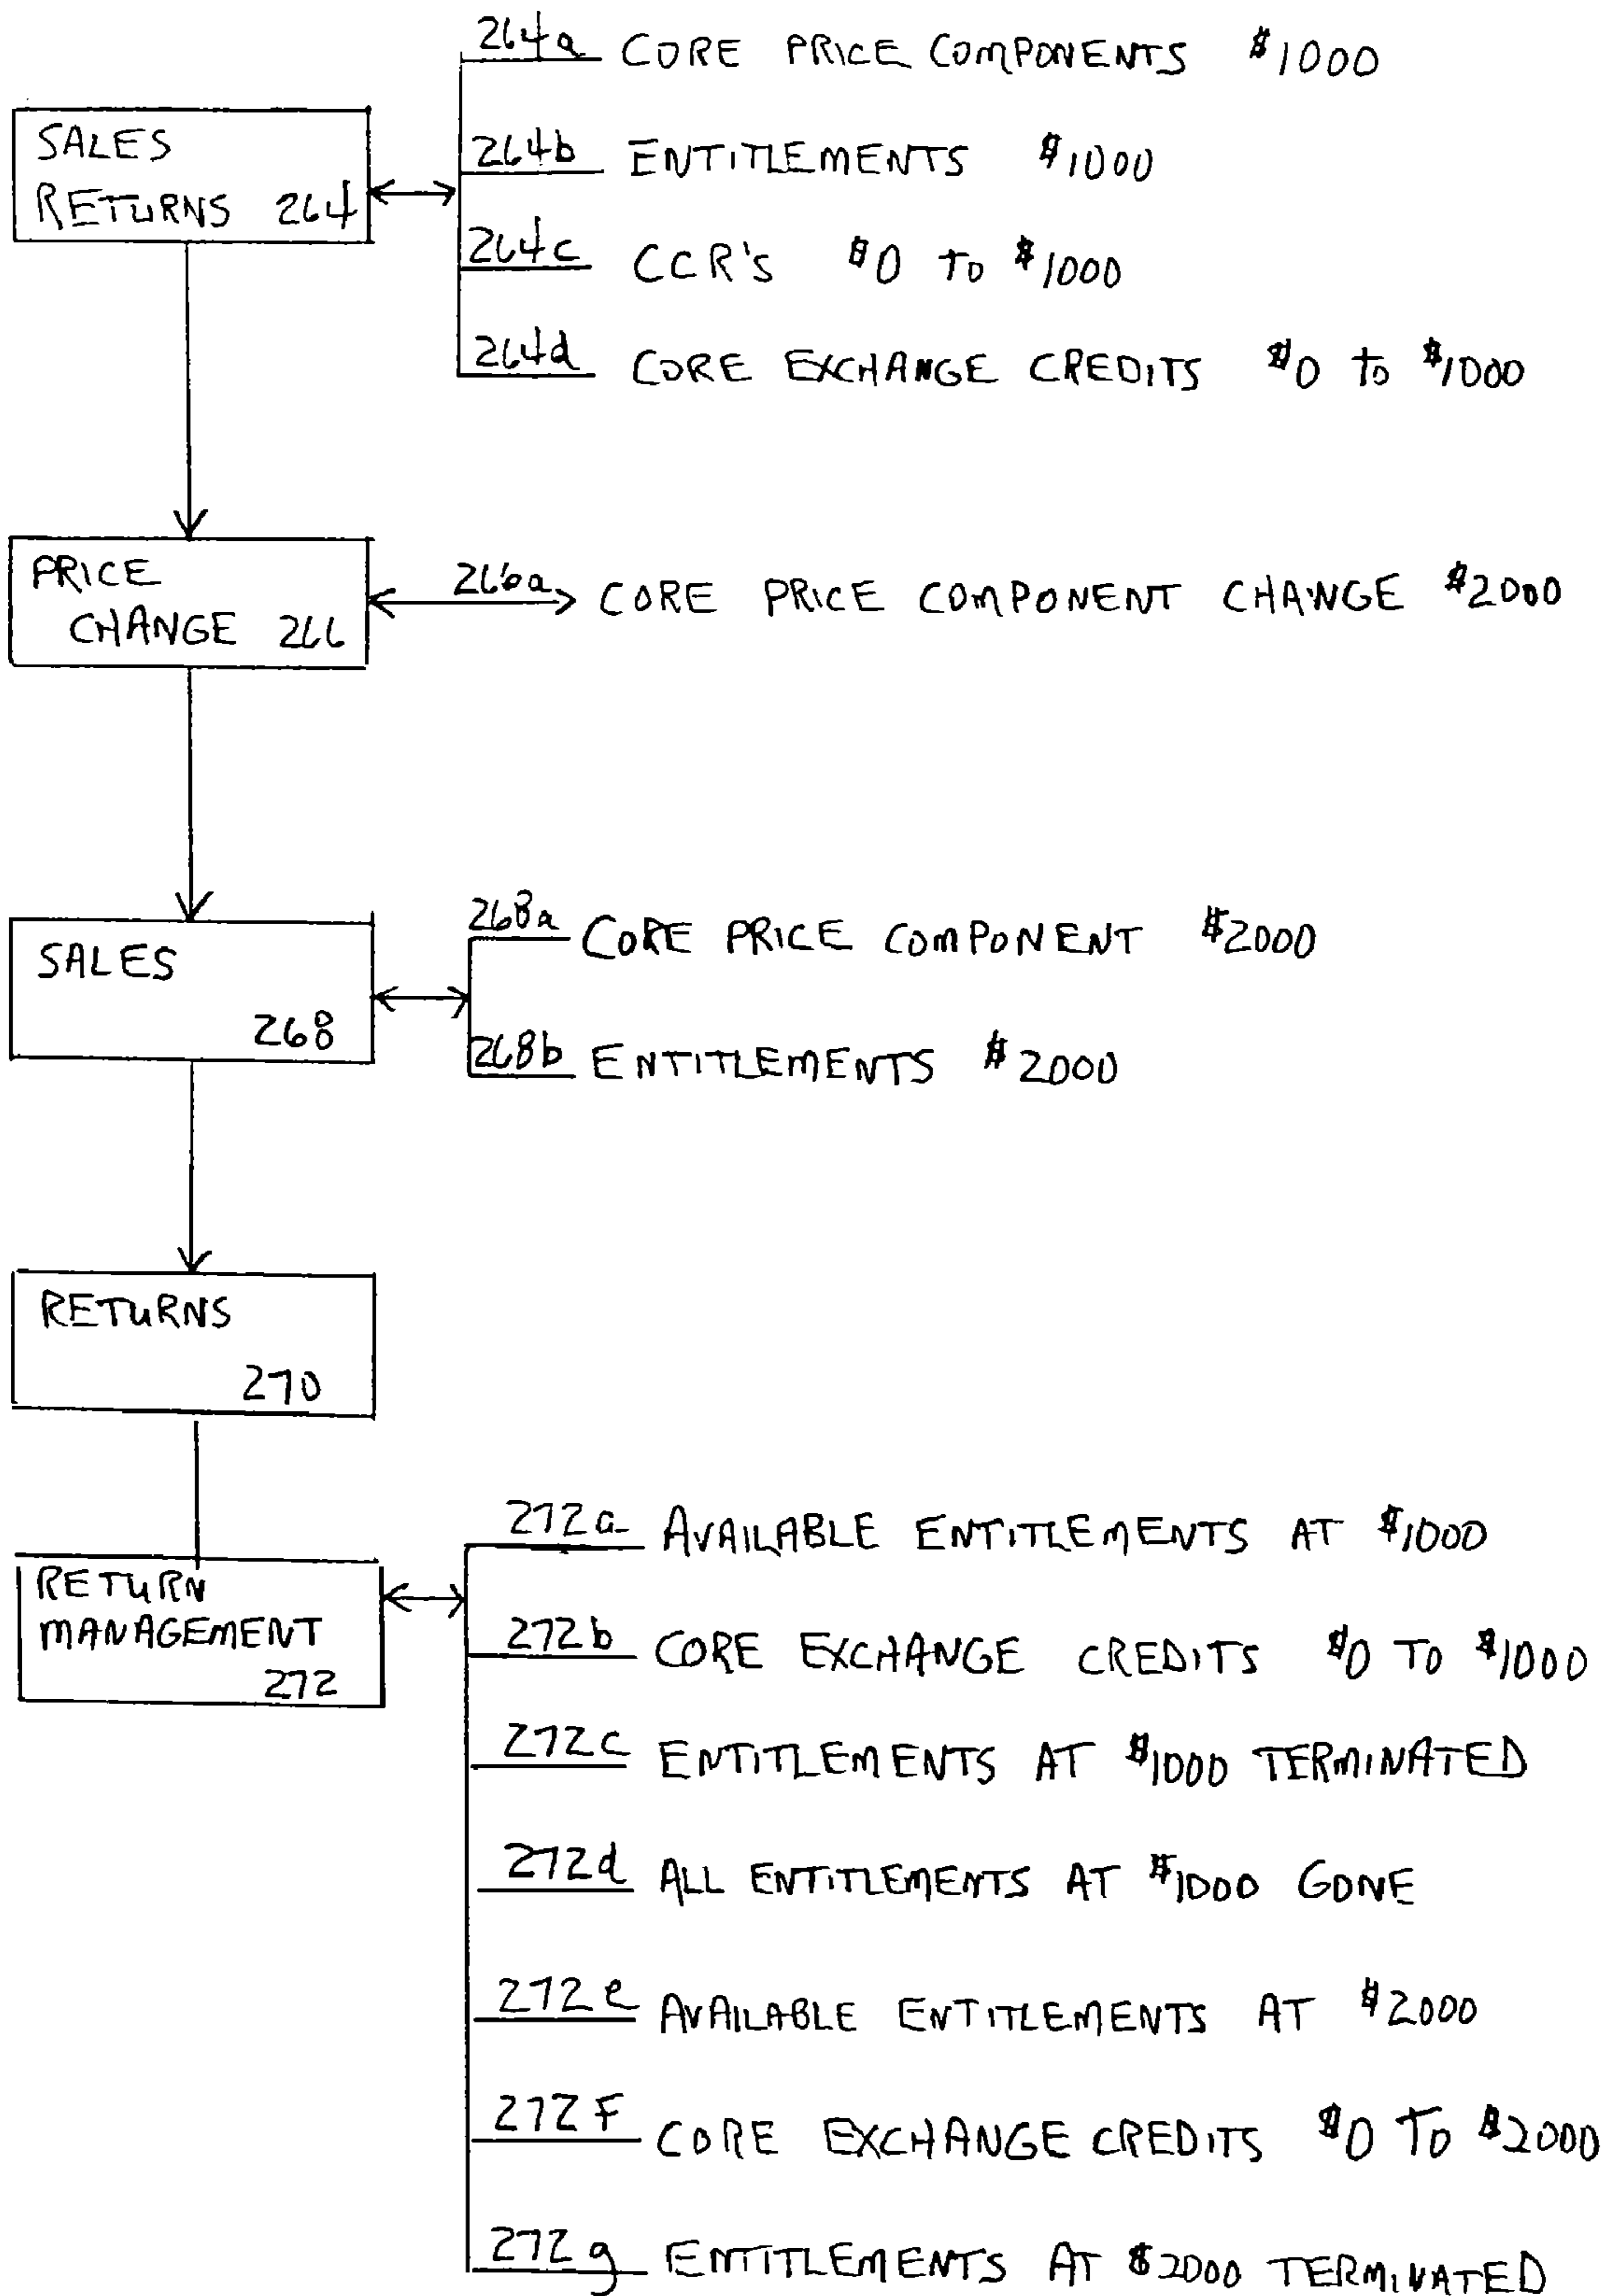 264a CORE PRICE COMPONENTS $1000
SALES
RETURNS 264
264b ENTITLEMENTS $1000
264c CCR's $0 TO $1000
264d CORE EXCHANGE CREDITS $0 to $1000
PRICE
CHANGE 266
266a CORE PRICE COMPONENT CHANGE $2000
268a CORE PRICE COMPONENT $2000
SALES
268
268b ENTITLEMENTS $2000
RETURNS
270
272a AVAILABLE ENTITLEMENTS AT $1000
RETURN
MANAGEMENT
272
272b CORE EXCHANGE CREDITS $0 TO $1000
272c ENTITLEMENTS AT $1000 TERMINATED
272d ALL ENTITLEMENTS AT $1000 GONE
272e AVAILABLE ENTITLEMENTS AT $2000
272F CORE EXCHANGE CREDITS $0 TO $2000
272g ENTITLEMENTS AT $2000 TERMINATED